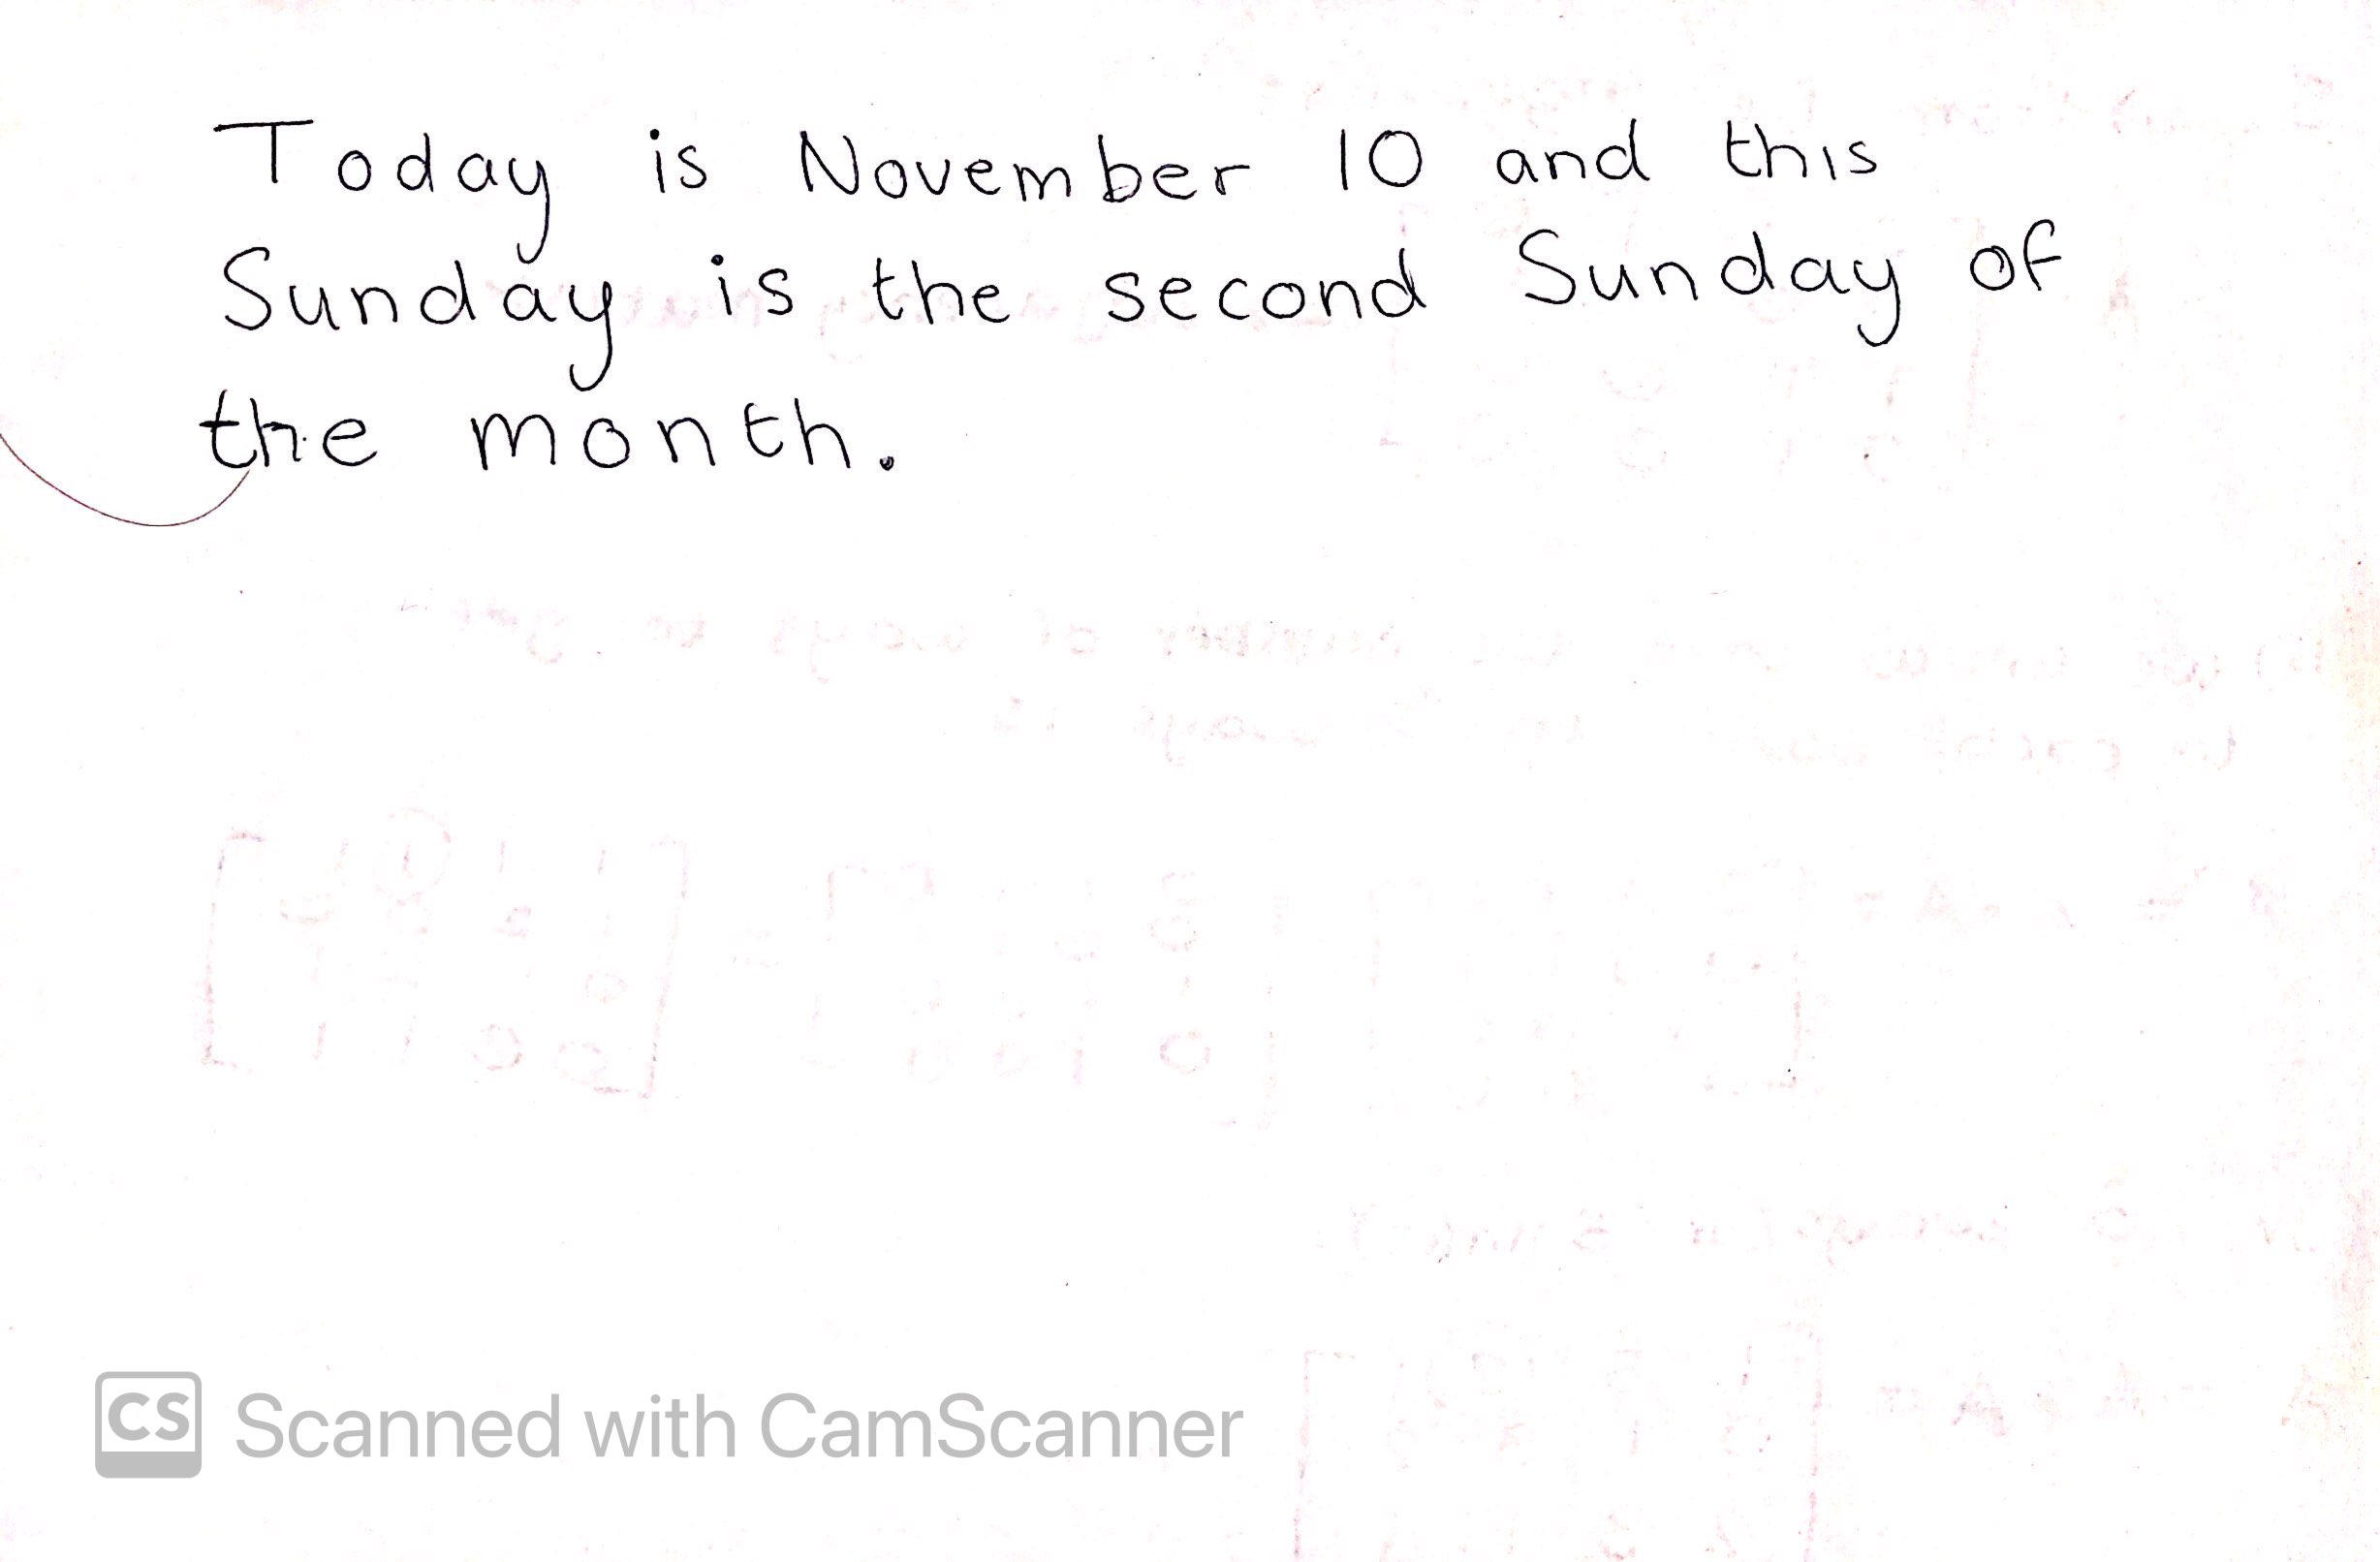 Today is November 10 and this
Sunday is the second Sunday of
the month.
CS Scanned with CamScanner